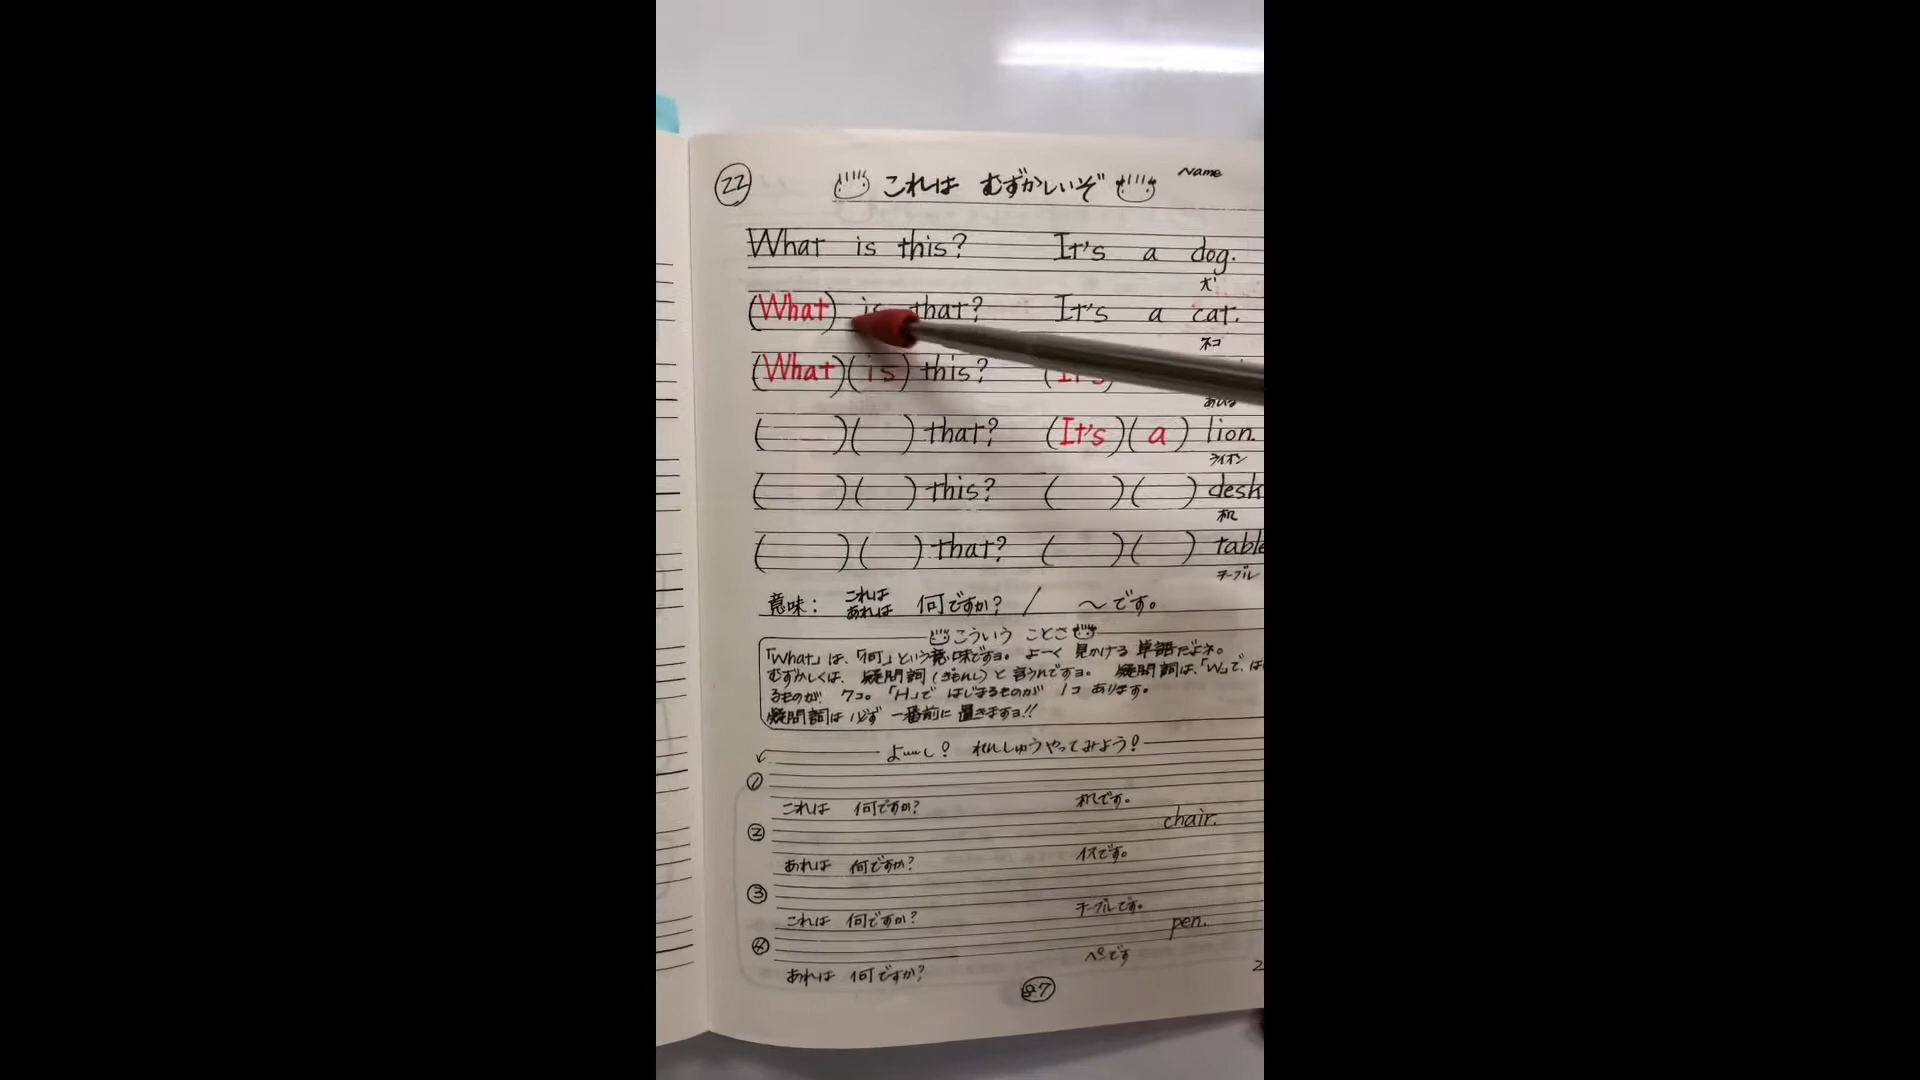 22 これは むずかしいぞ Name
What is this? It's a dog.
犬
(What) is that? It's a cat.
ネコ
(What)(is) this? (It's)
あひる
( )( ) that? (It's)(a) lion.
ライオン
( )( ) this? ( )( ) desk
机
( )( ) that? ( )( ) table
テーブル
意味: これは あれは 何ですか? / 〜です。
こういう ことさ
「What」は、「何」という意味ですヨ。 よーく 見かける 単語だよネ。
むずかしくは、疑問詞(ぎもんし)と言うんですヨ。 疑問詞は、「W」で、は
るものが 7コ。「H」で はじまるものが 1コ あります。
疑問詞は 必ず 一番前に 置きますヨ!!
よーし? れんしゅうやってみよう!
①
これは 何ですか? 机です。
② chair.
あれは 何ですか? イスです。
③
これは 何ですか? テーブルです。
④ pen.
あれは 何ですか? ペンです
87